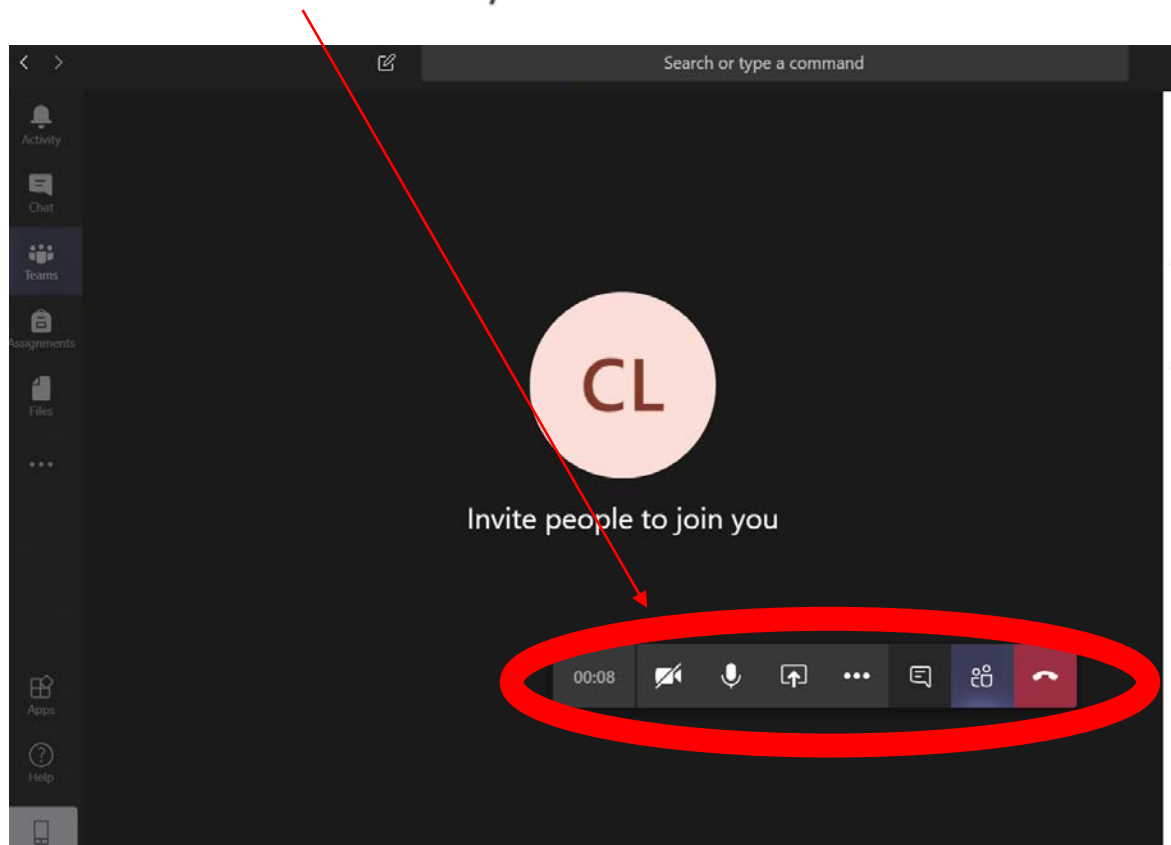 Search or type a command
Activity
Chat
Teams
Assignments
Files
CL
Invite people to join you
00:08
Apps
Help